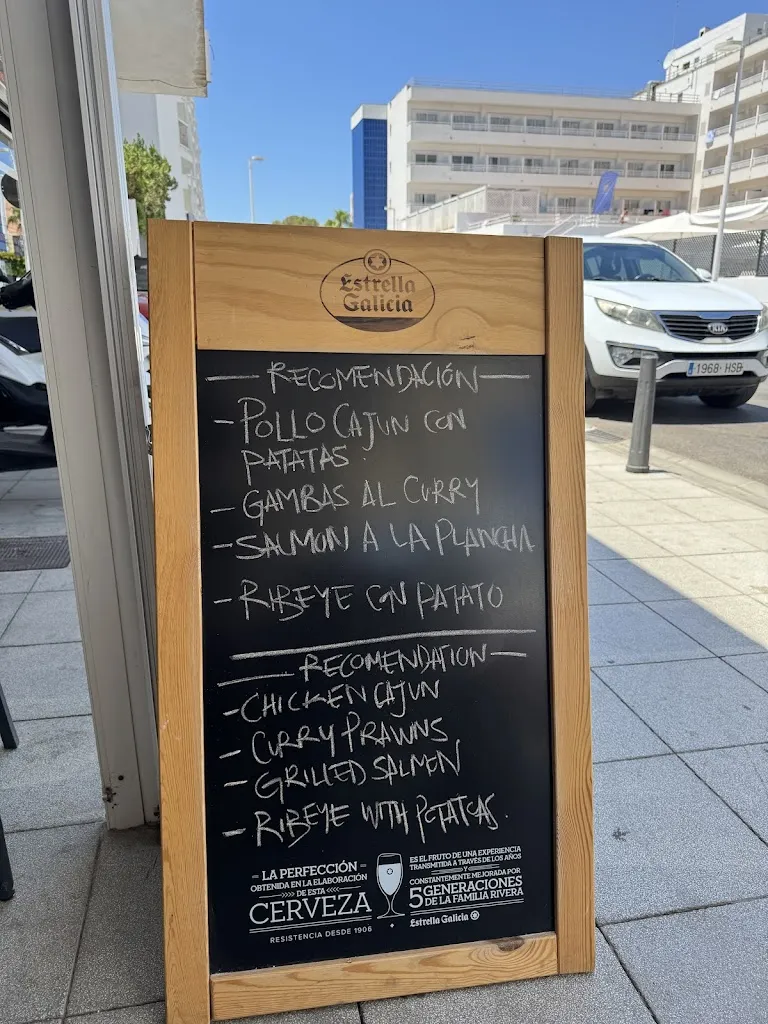 Estrella
Galicia
— RECOMENDACIÓN —
- POLLO CAJUN CON
PATATAS.
- GAMBAS AL CURRY
- SALMON A LA PLANCHA
- RIBEYE CON PATATO
— RECOMENDATION —
- CHICKEN CAJUN
- CURRY PRAWNS
- GRILLED SALMON
- RIBEYE WITH POTATOAS.
- LA PERFECCIÓN -
OBTENIDA EN LA ELABORACIÓN
DE ESTA
CERVEZA
RESISTENCIA DESDE 1906
ES EL FRUTO DE UNA EXPERIENCIA
TRANSMITIDA A TRAVÉS DE LOS AÑOS
Y
CONSTANTEMENTE MEJORADA POR
5 GENERACIONES
DE LA FAMILIA RIVERA
Estrella Galicia
KIA
1968 HSB